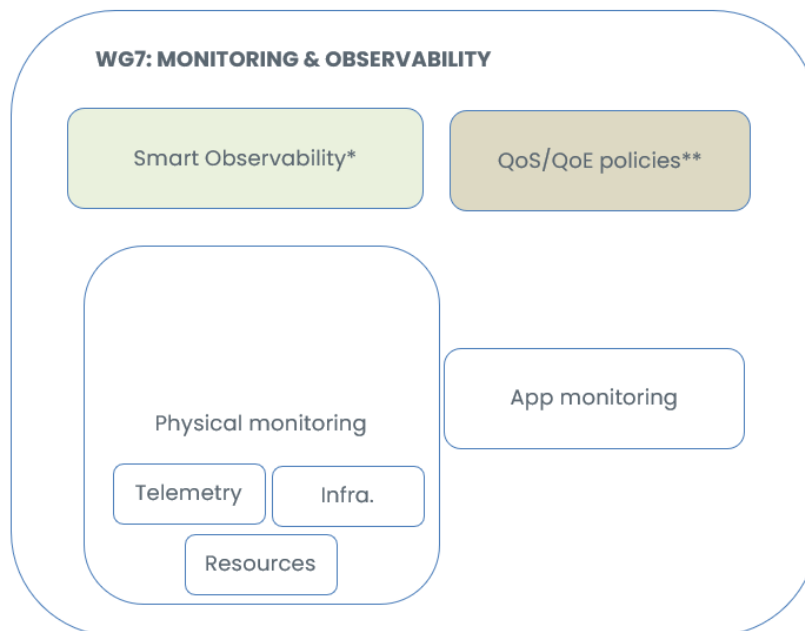 WG7: MONITORING & OBSERVABILITY
Smart Observability*
QoS/QoE policies**
Physical monitoring
Telemetry
Infra.
Resources
App monitoring